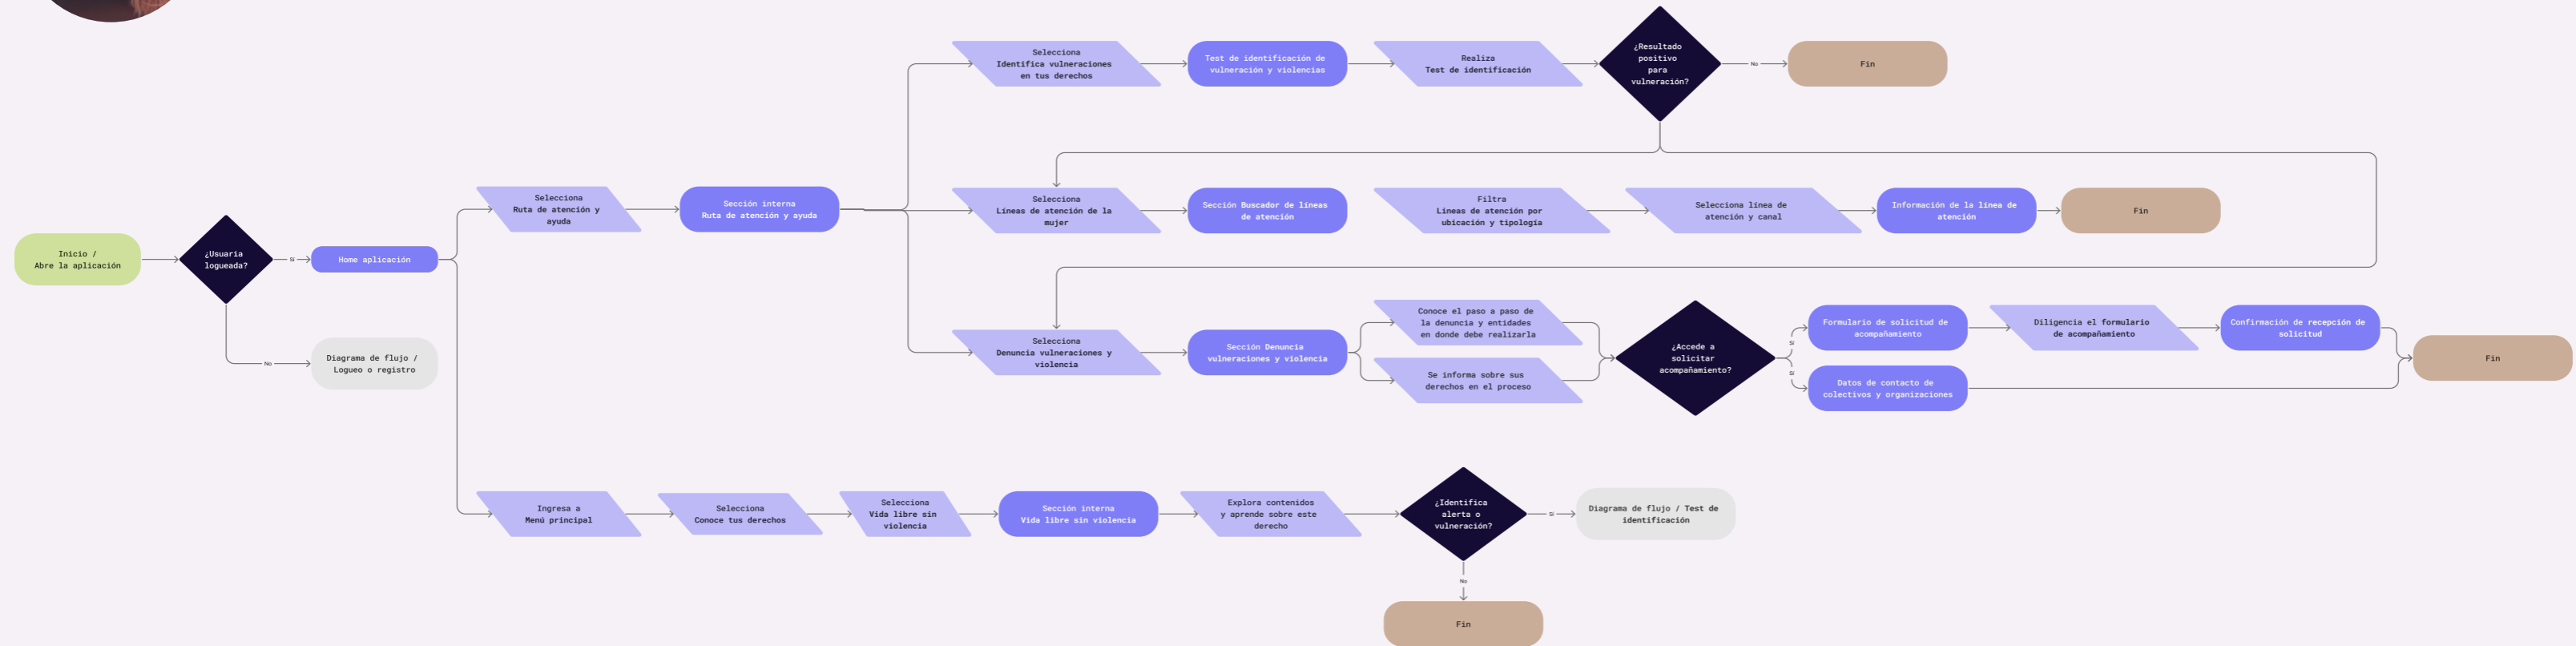 Inicio /
Abre la aplicación
¿Usuaria
logueada?
Sí
Home aplicación
No
Diagrama de flujo /
Logueo o registro
Selecciona
Ruta de atención y
ayuda
Sección interna
Ruta de atención y ayuda
Selecciona
Identifica vulneraciones
en tus derechos
Test de identificación de
vulneración y violencias
Realiza
Test de identificación
¿Resultado
positivo
para
vulneración?
No
Fin
Selecciona
Líneas de atención de la
mujer
Sección Buscador de líneas
de atención
Filtra
Lineas de atención por
ubicación y tipología
Selecciona línea de
atención y canal
Información de la línea de
atención
Fin
Selecciona
Denuncia vulneraciones y
violencia
Sección Denuncia
vulneraciones y violencia
Conoce el paso a paso de
la denuncia y entidades
en donde debe realizarla
Se informa sobre sus
derechos en el proceso
¿Accede a
solicitar
acompañamiento?
Sí
Formulario de solicitud de
acompañamiento
Diligencia el formulario
de acompañamiento
Confirmación de recepción de
solicitud
Sí
Datos de contacto de
colectivos y organizaciones
Fin
Ingresa a
Menú principal
Selecciona
Conoce tus derechos
Selecciona
Vida libre sin
violencia
Sección interna
Vida libre sin violencia
Explora contenidos
y aprende sobre este
derecho
¿Identifica
alerta o
vulneración?
Sí
Diagrama de flujo / Test de
identificación
No
Fin